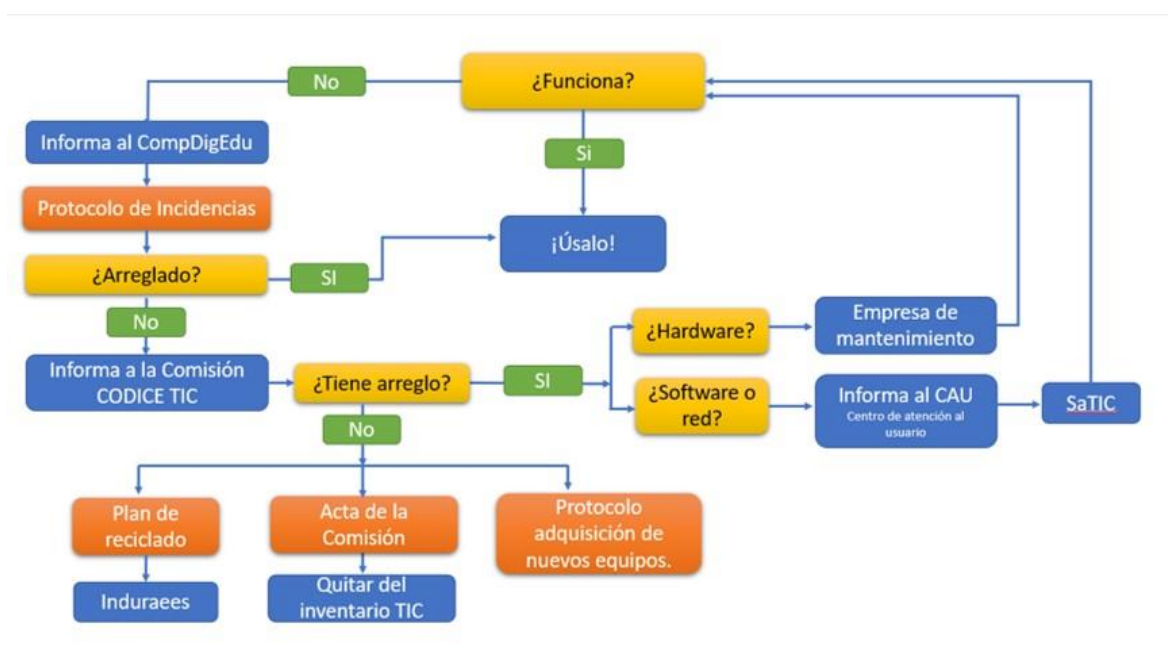 No
¿Funciona?
Informa al CompDigEdu
Si
Protocolo de Incidencias
¡Úsalo!
¿Arreglado?
SI
No
Informa a la Comisión
CODICE TIC
¿Tiene arreglo?
SI
¿Hardware?
Empresa de
mantenimiento
¿Software o
red?
Informa al CAU
Centro de atención al
usuario
SaTIC
No
Plan de
reciclado
Acta de la
Comisión
Protocolo
adquisición de
nuevos equipos.
Induraees
Quitar del
inventario TIC